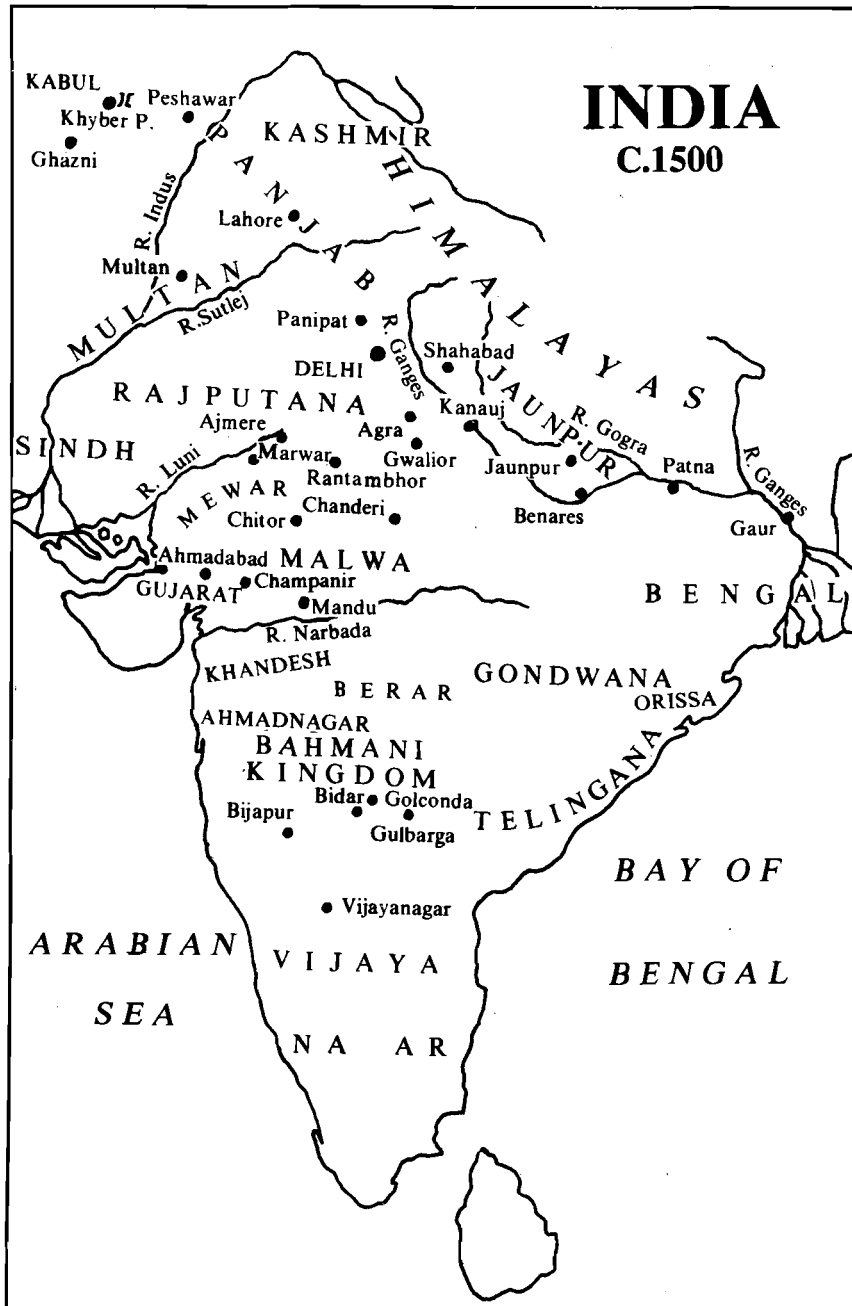 INDIA
C.1500
KABUL
Peshawar
Khyber P.
Ghazni
KASHMIR
PANJAB
HIMALAYAS
R. Indus
Lahore
Multan
MULTAN
R.Sutlej
Panipat
R. Ganges
DELHI
Shahabad
JAUNPUR
RAJPUTANA
Ajmere
Agra
Kanauj
R. Gogra
SINDH
R. Luni
Marwar
Gwalior
Jaunpur
Patna
R. Ganges
Rantambhor
MEWAR
Chitor
Chanderi
Benares
Gaur
Ahmadabad
MALWA
GUJARAT
Champanir
BENGAL
Mandu
R. Narbada
KHANDESH
BERAR
GONDWANA
ORISSA
AHMADNAGAR
BAHMANI
KINGDOM
TELINGANA
Bidar
Golconda
Bijapur
Gulbarga
BAY OF
BENGAL
Vijayanagar
ARABIAN
SEA
VIJAYA
NA AR